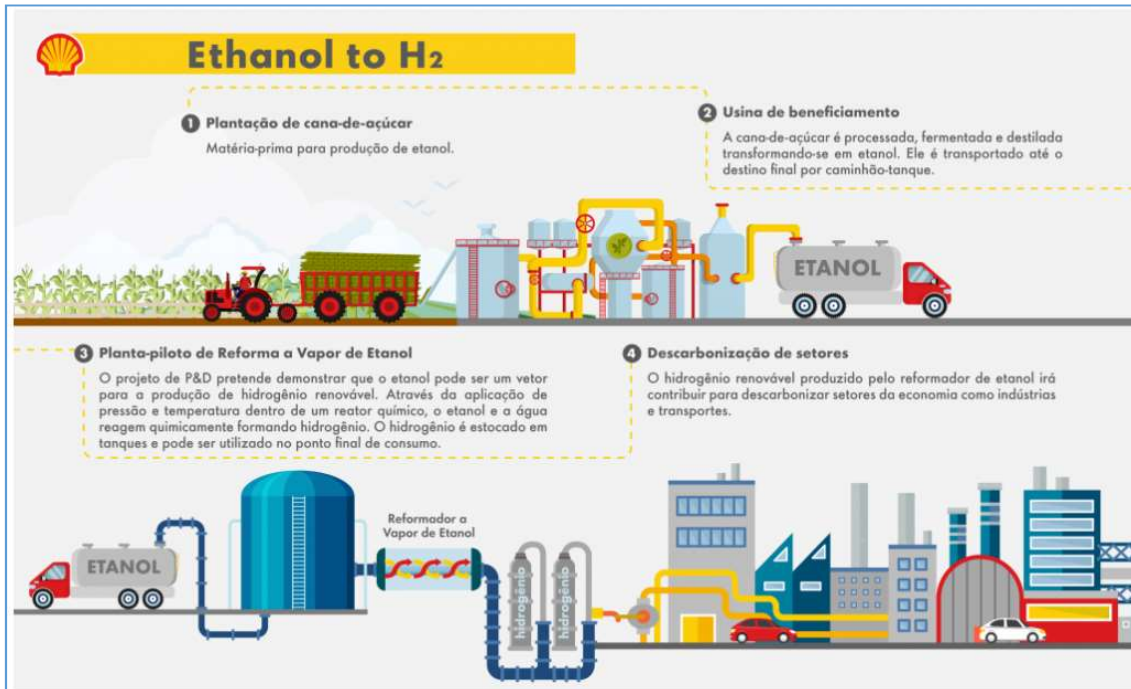 Ethanol to H2
1 Plantação de cana-de-açúcar
Matéria-prima para produção de etanol.
2 Usina de beneficiamento
A cana-de-açúcar é processada, fermentada e destilada
transformando-se em etanol. Ele é transportado até o
destino final por caminhão-tanque.
ETANOL
3 Planta-piloto de Reforma a Vapor de Etanol
O projeto de P&D pretende demonstrar que o etanol pode ser um vetor
para a produção de hidrogênio renovável. Através da aplicação de
pressão e temperatura dentro de um reator químico, o etanol e a água
reagem quimicamente formando hidrogênio. O hidrogênio é estocado em
tanques e pode ser utilizado no ponto final de consumo.
4 Descarbonização de setores
O hidrogênio renovável produzido pelo reformador de etanol irá
contribuir para descarbonizar setores da economia como indústrias
e transportes.
ETANOL
Reformador a
Vapor de Etanol
hidrogênio
hidrogênio